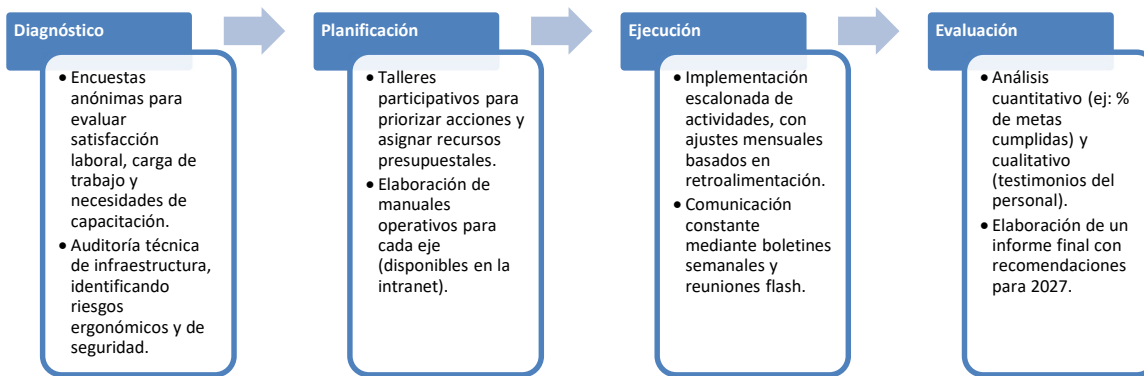 Diagnóstico
• Encuestas
anónimas para
evaluar
satisfacción
laboral, carga de
trabajo y
necesidades de
capacitación.
• Auditoría técnica
de infraestructura,
identificando
riesgos
ergonómicos y de
seguridad.
Planificación
• Talleres
participativos para
priorizar acciones y
asignar recursos
presupuestales.
• Elaboración de
manuales
operativos para
cada eje
(disponibles en la
intranet).
Ejecución
• Implementación
escalonada de
actividades, con
ajustes mensuales
basados en
retroalimentación.
• Comunicación
constante
mediante boletines
semanales y
reuniones flash.
Evaluación
• Análisis
cuantitativo (ej: %
de metas
cumplidas) y
cualitativo
(testimonios del
personal).
• Elaboración de un
informe final con
recomendaciones
para 2027.